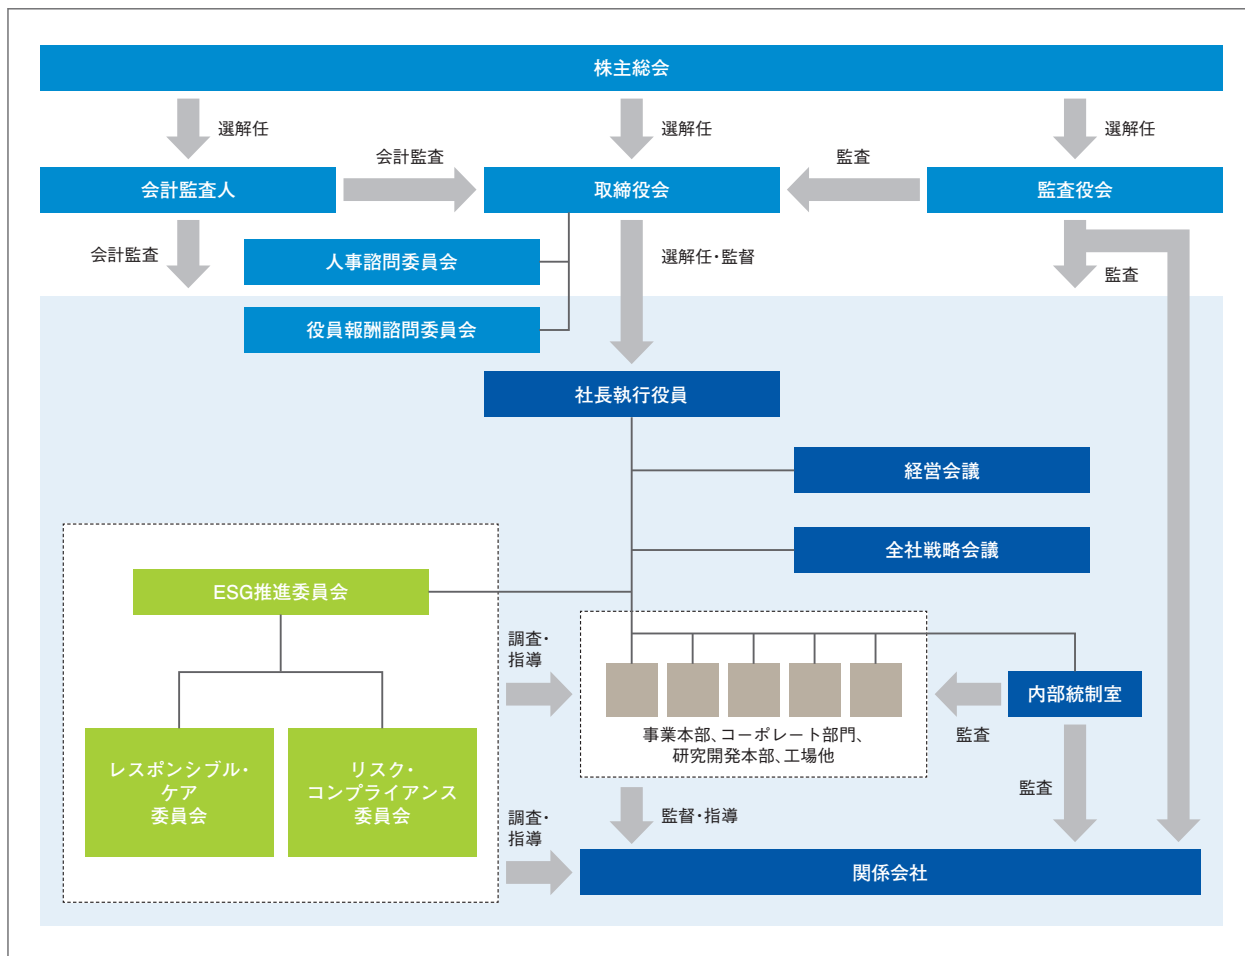 株主総会
選解任
選解任
選解任
会計監査
監査
会計監査人
取締役会
監査役会
会計監査
人事諮問委員会
選解任・監督
監査
役員報酬諮問委員会
社長執行役員
経営会議
全社戦略会議
ESG推進委員会
調査・
指導
内部統制室
事業本部、コーポレート部門、
研究開発本部、工場他
監査
レスポンシブル・
ケア
委員会
リスク・
コンプライアンス
委員会
監査
調査・
指導
監督・指導
関係会社